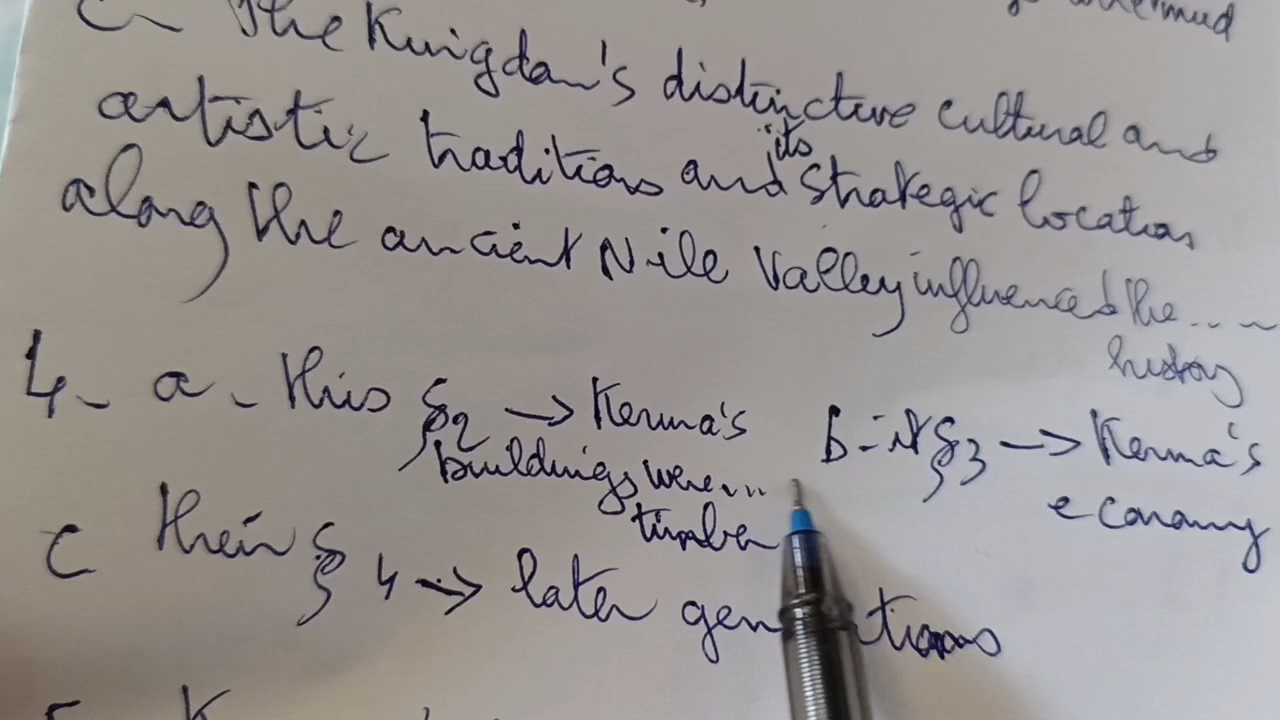 c - The Kingdom's distinctive cultural and
artistic traditions and its strategic location
along the ancient Nile Valley influenced the ....
history
4 - a - this §2 → Kerma's
buildings were ...
timber
b - it §3 → Kerma's
economy
c their § 4 → later